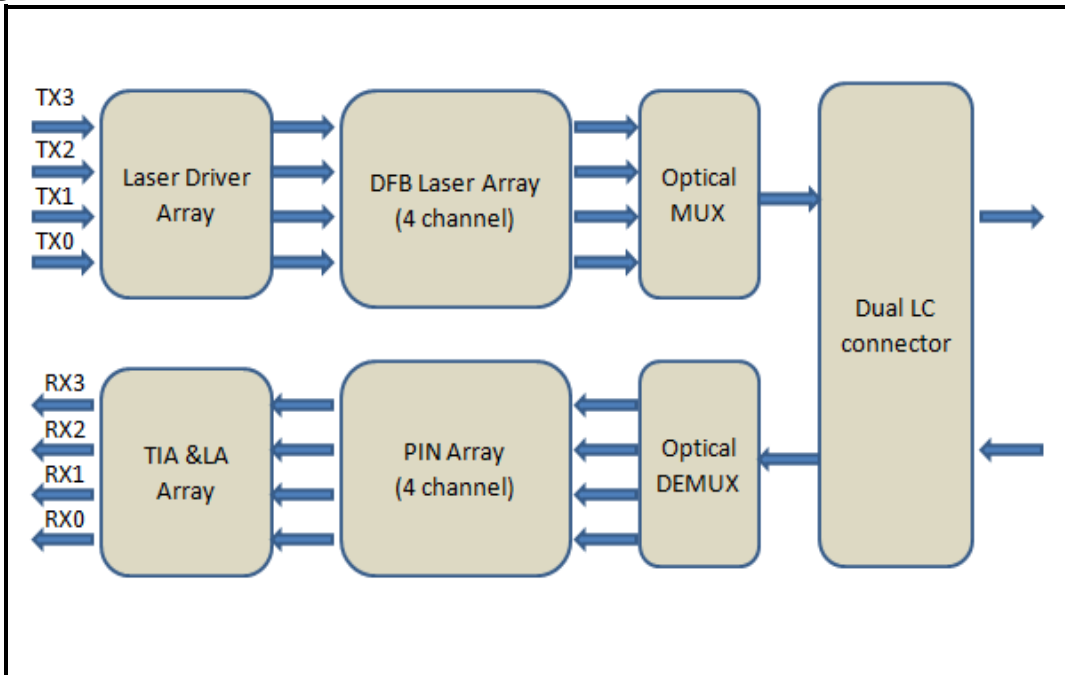 TX3
TX2
TX1
TX0
Laser Driver
Array
DFB Laser Array
(4 channel)
Optical
MUX
Dual LC
connector
RX3
RX2
RX1
RX0
TIA &LA
Array
PIN Array
(4 channel)
Optical
DEMUX